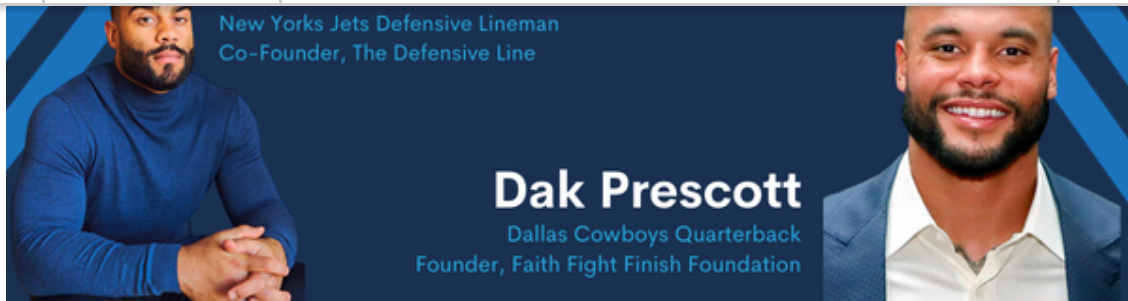 New Yorks Jets Defensive Lineman
Co-Founder, The Defensive Line
Dak Prescott
Dallas Cowboys Quarterback
Founder, Faith Fight Finish Foundation